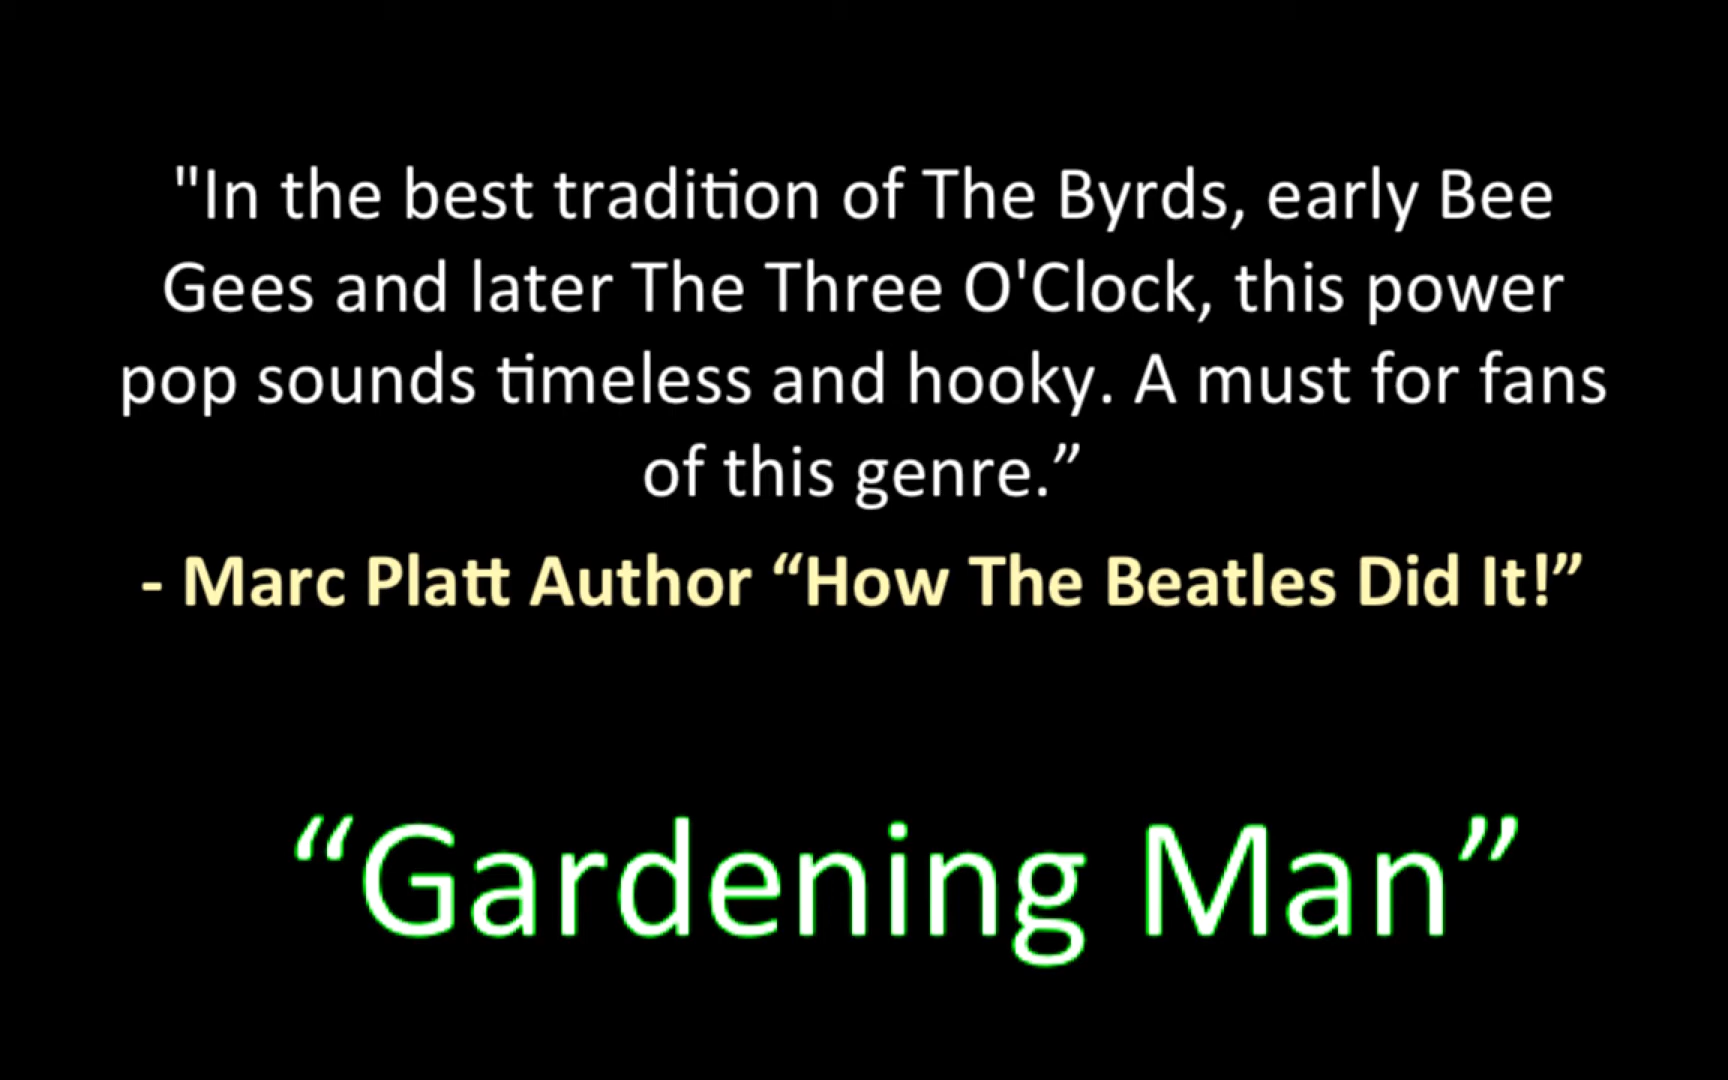 "In the best tradition of The Byrds, early Bee
Gees and later The Three O'Clock, this power
pop sounds timeless and hooky. A must for fans
of this genre.”
- Marc Platt Author “How The Beatles Did It!”
“Gardening Man”